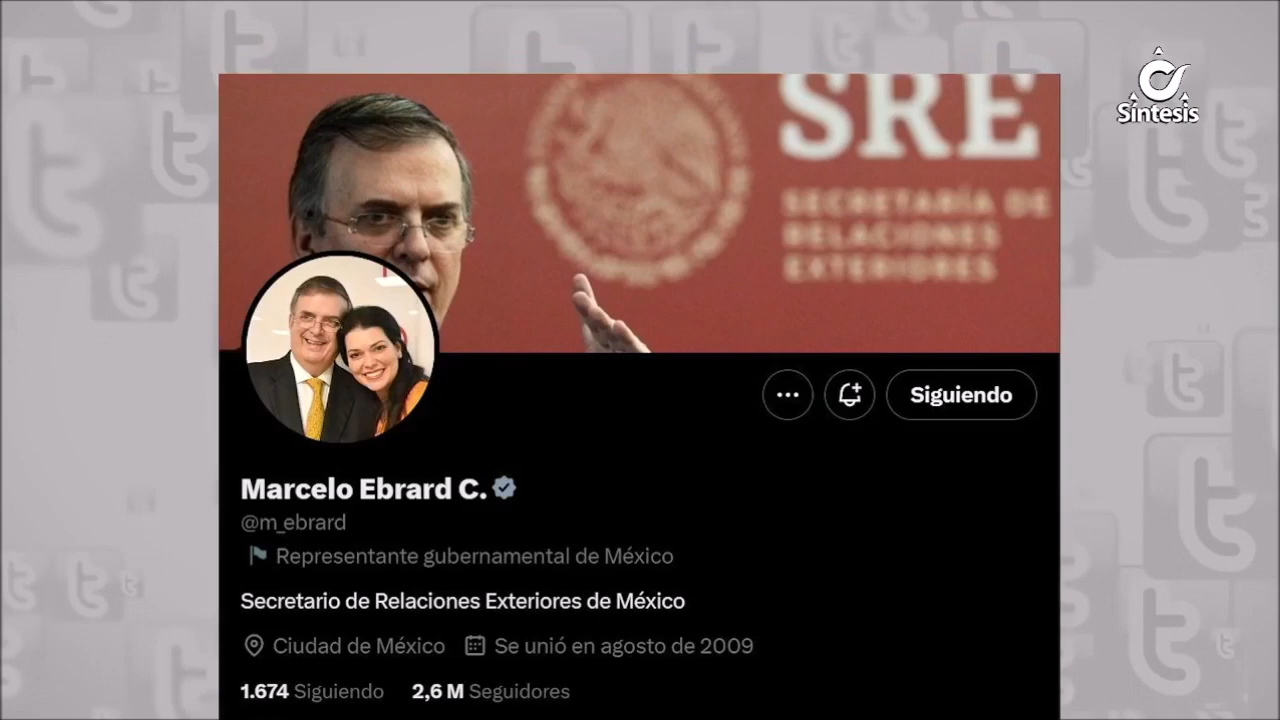 Síntesis
SRE
SECRETARÍA DE
RELACIONES
EXTERIORES
Siguiendo
Marcelo Ebrard C.
@m_ebrard
Representante gubernamental de México
Secretario de Relaciones Exteriores de México
Ciudad de México Se unió en agosto de 2009
1.674 Siguiendo 2,6 M Seguidores